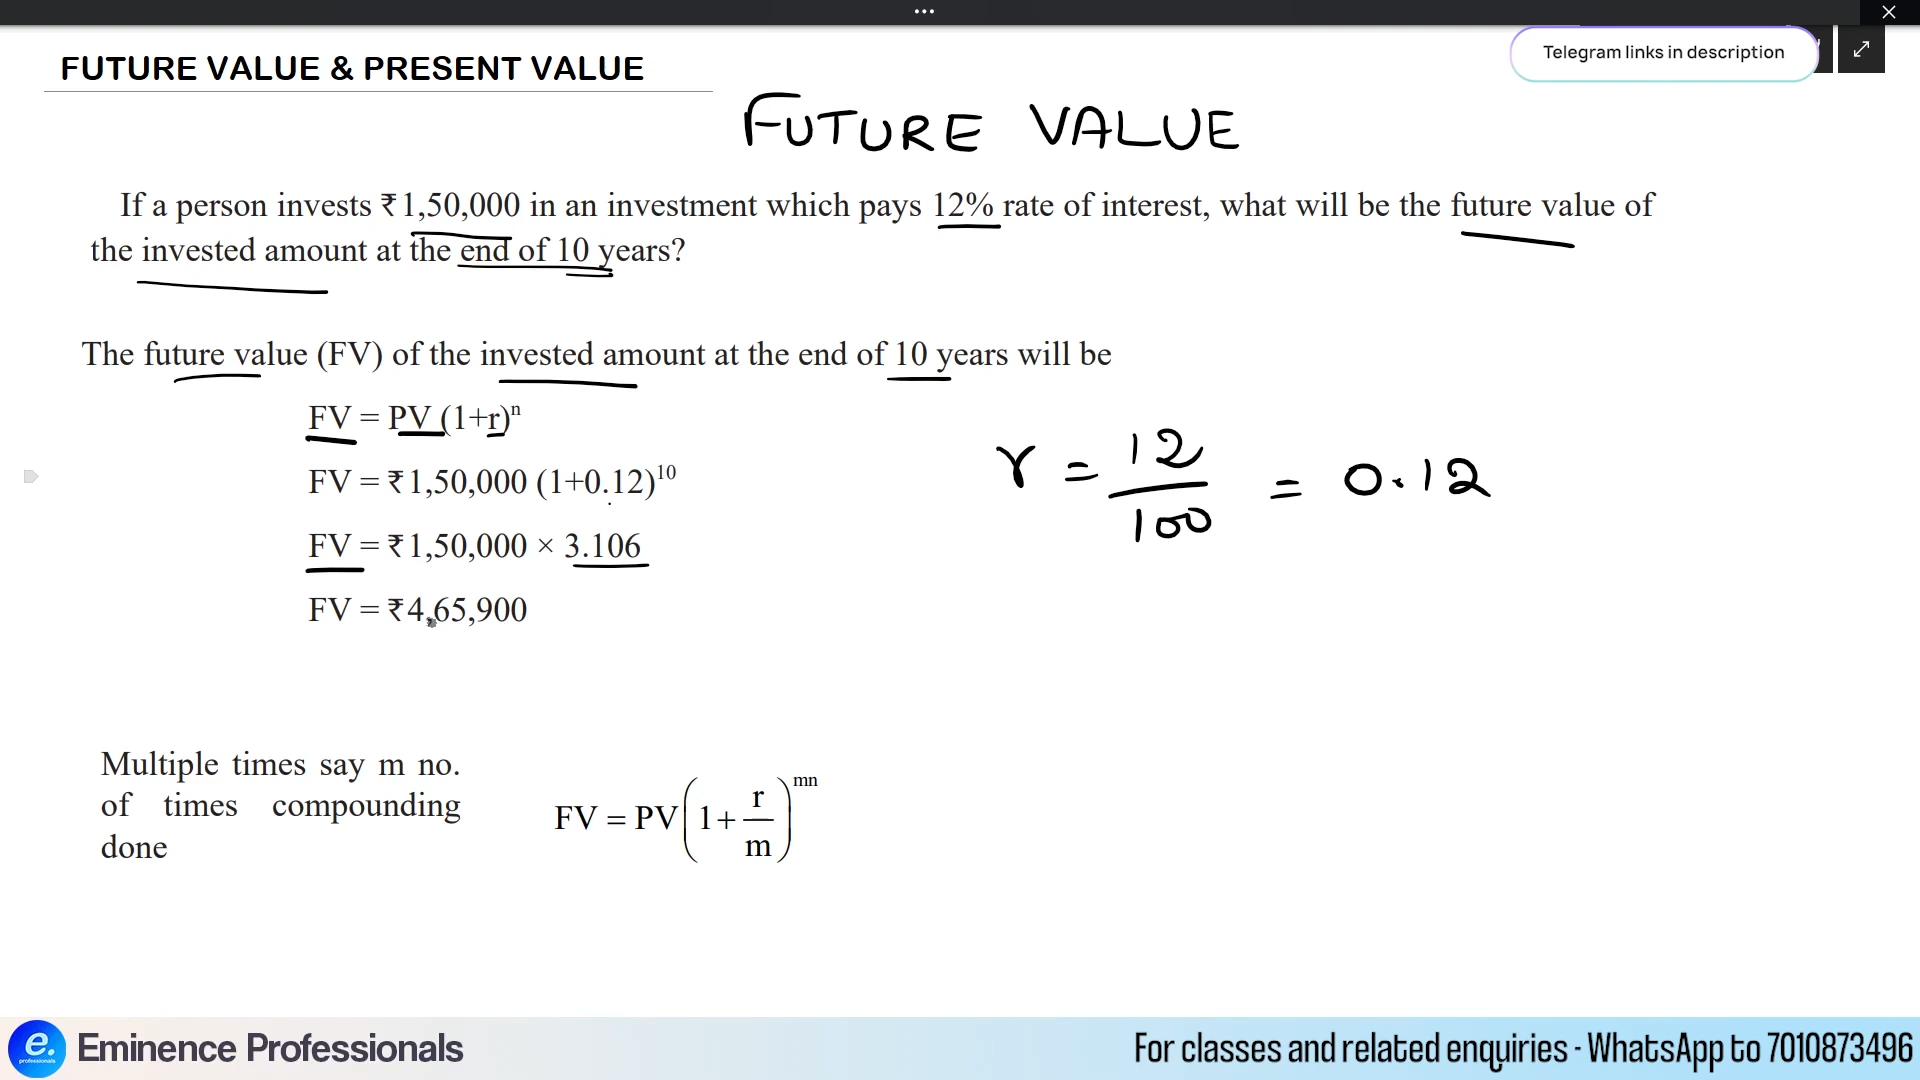 Telegram links in description
FUTURE VALUE & PRESENT VALUE
FUTURE VALUE
If a person invests ₹1,50,000 in an investment which pays 12% rate of interest, what will be the future value of
the invested amount at the end of 10 years?
The future value (FV) of the invested amount at the end of 10 years will be
FV = PV (1+r)ⁿ
FV = ₹1,50,000 (1+0.12)¹⁰
r = 12/100 = 0.12
FV = ₹1,50,000 × 3.106
FV = ₹4,65,900
Multiple times say m no.
of times compounding
done
FV = PV(1+r/m)^mn
e.
professionals
Eminence Professionals
For classes and related enquiries - WhatsApp to 7010873496